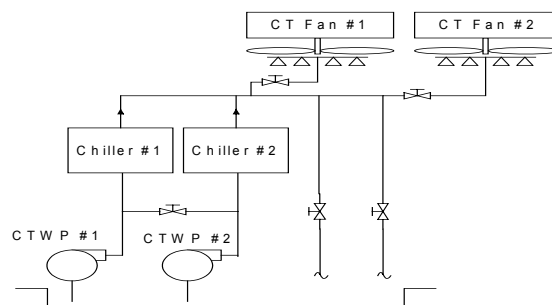 CT Fan #1
CT Fan #2
Chiller #1
Chiller #2
CTWP #1
CTWP #2